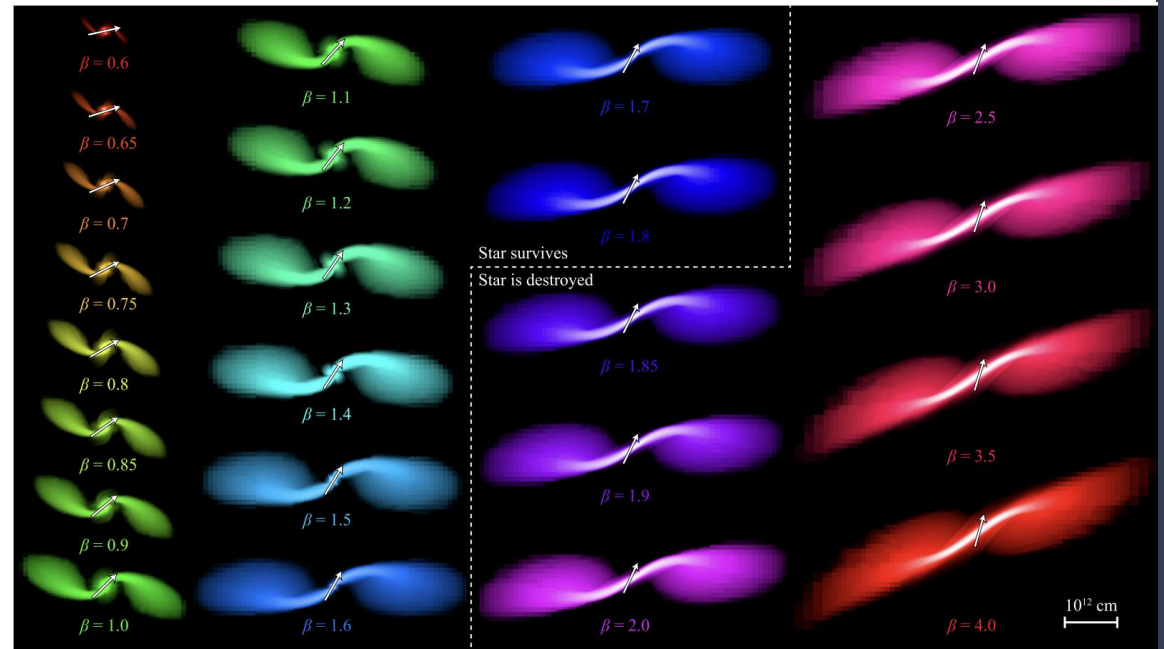 β = 0.6
β = 0.65
β = 0.7
β = 0.75
β = 0.8
β = 0.85
β = 0.9
β = 1.0
β = 1.1
β = 1.2
β = 1.3
β = 1.4
β = 1.5
β = 1.6
β = 1.7
β = 1.8
Star survives
Star is destroyed
β = 1.85
β = 1.9
β = 2.0
β = 2.5
β = 3.0
β = 3.5
β = 4.0
10¹² cm